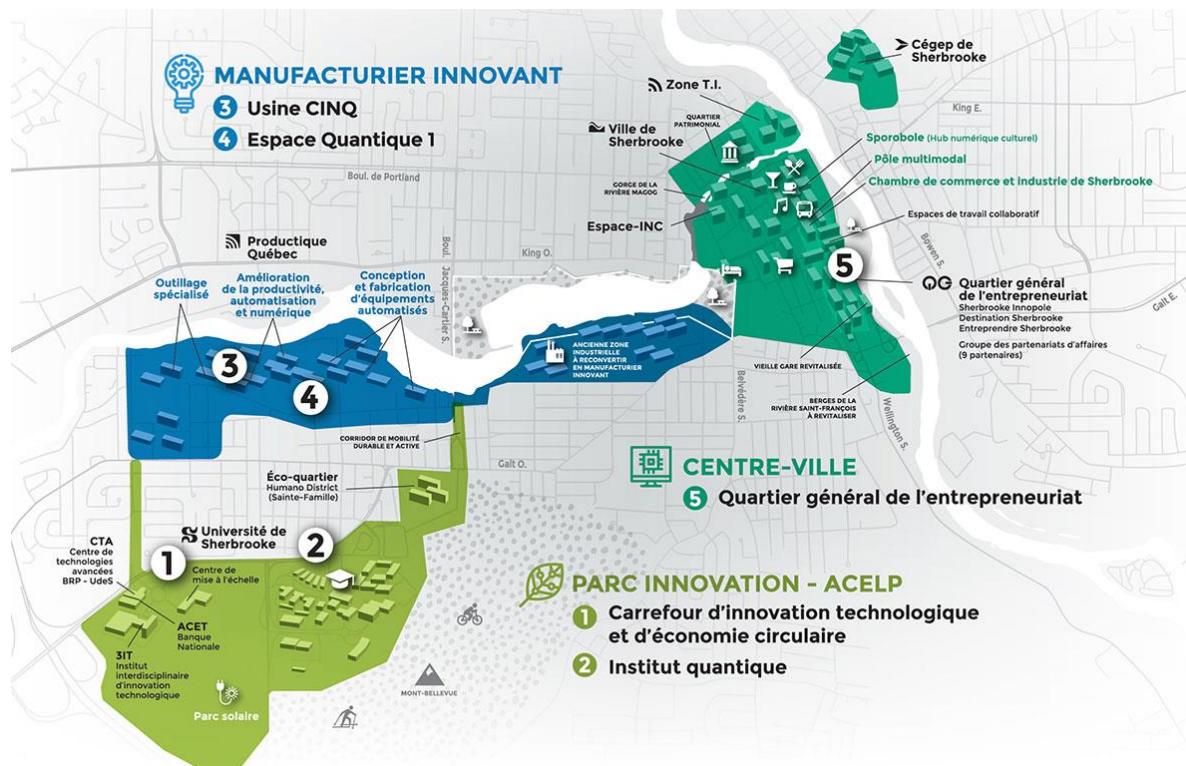 MANUFACTURIER INNOVANT
3 Usine CINQ
4 Espace Quantique 1
Zone T.I.
QUARTIER
PATRIMONIAL
Ville de
Sherbrooke
Cégep de
Sherbrooke
King E.
Sporobole (Hub numérique culturel)
Pôle multimodal
Chambre de commerce et industrie de Sherbrooke
Boul. de Portland
GORGE DE LA
RIVIÈRE MAGOG
Espace-INC
Espaces de travail collaboratif
Bowen S.
Productique
Québec
Boul. Jacques-Cartier S.
King O.
Outillage
spécialisé
Amélioration
de la productivité,
automatisation
et numérique
Conception
et fabrication
d'équipements
automatisés
5
QG Quartier général
de l'entrepreneuriat
Sherbrooke Innopole
Destination Sherbrooke
Entreprendre Sherbrooke
Groupe des partenariats d'affaires
(9 partenaires)
Galt E.
3
4
ANCIENNE ZONE
INDUSTRIELLE
À RECONVERTIR
EN MANUFACTURIER
INNOVANT
VIEILLE GARE REVITALISÉE
Belvédère S.
BERGES DE LA
RIVIÈRE SAINT-FRANÇOIS
À REVITALISER
Wellington S.
CORRIDOR DE MOBILITÉ
DURABLE ET ACTIVE
Galt O.
CENTRE-VILLE
5 Quartier général de l'entrepreneuriat
Éco-quartier
Humano District
(Sainte-Famille)
Université de
Sherbrooke
CTA
Centre de
technologies
avancées
BRP - UdeS
1
2
Centre de
mise à l'échelle
ACET
Banque
Nationale
3IT
Institut
interdisciplinaire
d'innovation
technologique
Parc solaire
MONT-BELLEVUE
PARC INNOVATION - ACELP
1 Carrefour d'innovation technologique
et d'économie circulaire
2 Institut quantique